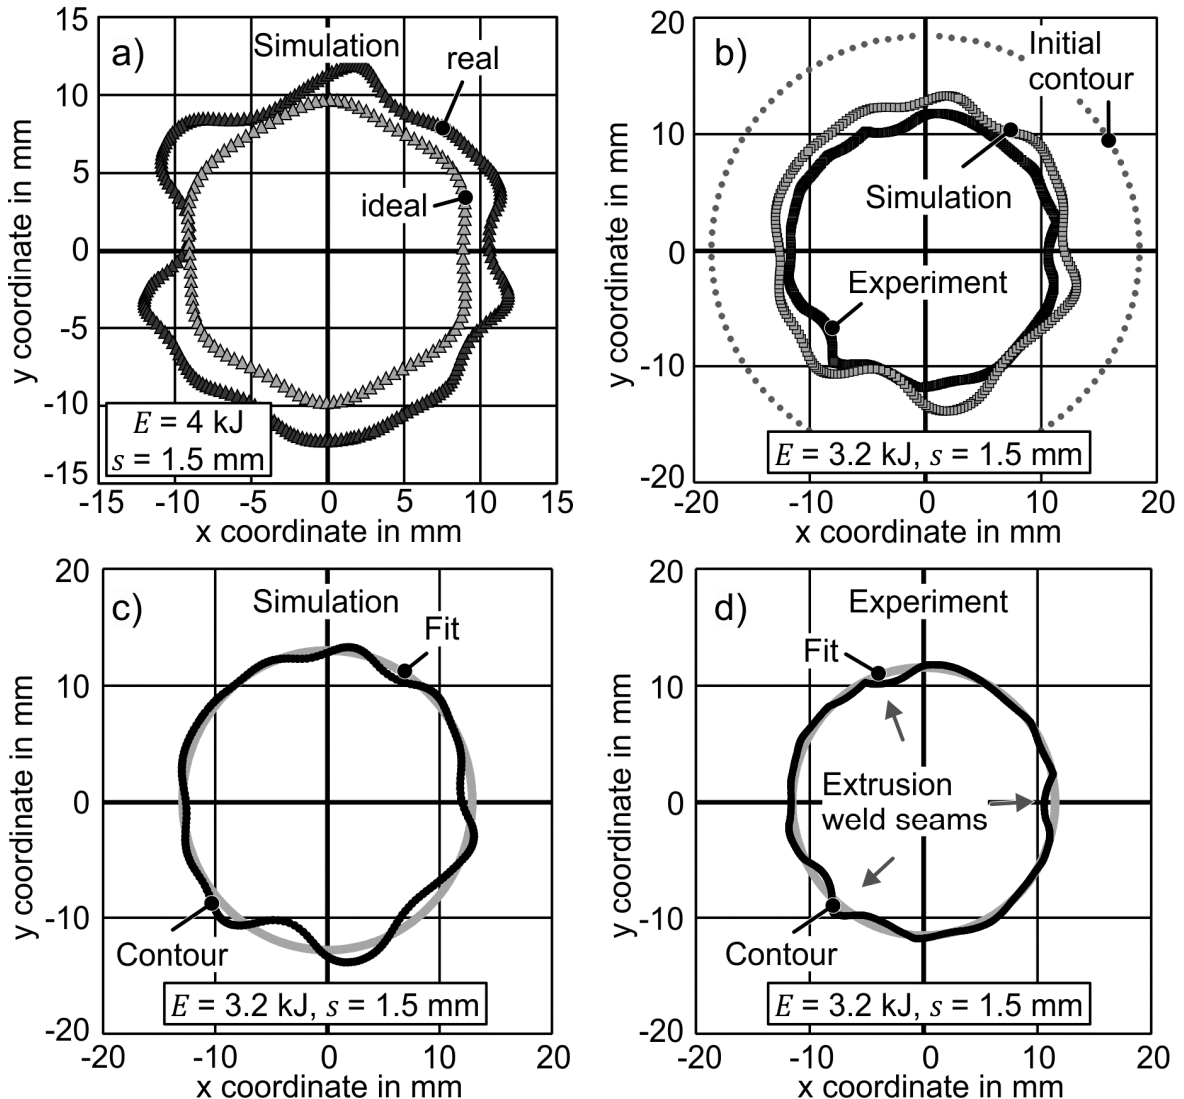 a)
Simulation
real
ideal
E = 4 kJ
s = 1.5 mm
15
10
5
0
-5
-10
-15
-15
-10
-5
0
5
10
15
x coordinate in mm
y coordinate in mm
b)
Initial
contour
Simulation
Experiment
E = 3.2 kJ, s = 1.5 mm
20
10
0
-10
-20
-20
-10
0
10
20
x coordinate in mm
y coordinate in mm
c)
Simulation
Fit
Contour
E = 3.2 kJ, s = 1.5 mm
20
10
0
-10
-20
-20
-10
0
10
20
x coordinate in mm
y coordinate in mm
d)
Experiment
Fit
Extrusion
weld seams
Contour
E = 3.2 kJ, s = 1.5 mm
20
10
0
-10
-20
-20
-10
0
10
20
x coordinate in mm
y coordinate in mm